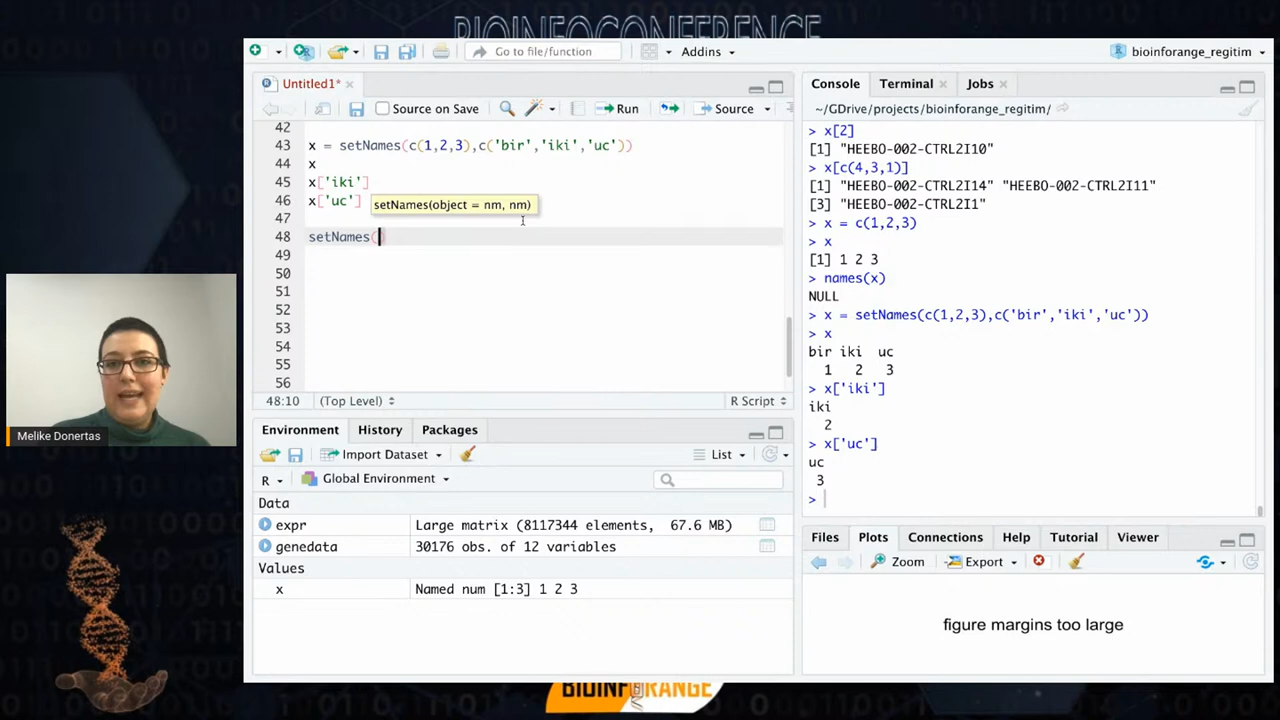 BIOINFOCONFERENCE
Go to file/function
Addins
bioinforange_regitim
Untitled1*
Source on Save
Run
Source
42
43 x = setNames(c(1,2,3),c('bir','iki','uc'))
44 x
45 x['iki']
46 x['uc']
setNames(object = nm, nm)
47
48 setNames()
49
50
51
52
53
54
55
56
48:10 (Top Level) R Script
Environment History Packages
Import Dataset List
R Global Environment
Data
expr Large matrix (8117344 elements, 67.6 MB)
genedata 30176 obs. of 12 variables
Values
x Named num [1:3] 1 2 3
Console Terminal Jobs
~/GDrive/projects/bioinforange_regitim/
> x[2]
[1] "HEEBO-002-CTRL2I10"
> x[c(4,3,1)]
[1] "HEEBO-002-CTRL2I14" "HEEBO-002-CTRL2I11"
[3] "HEEBO-002-CTRL2I1"
> x = c(1,2,3)
> x
[1] 1 2 3
> names(x)
NULL
> x = setNames(c(1,2,3),c('bir','iki','uc'))
> x
bir iki uc
1 2 3
> x['iki']
iki
2
> x['uc']
uc
3
>
Files Plots Connections Help Tutorial Viewer
Zoom Export
figure margins too large
Melike Donertas
BIOINFORANGE